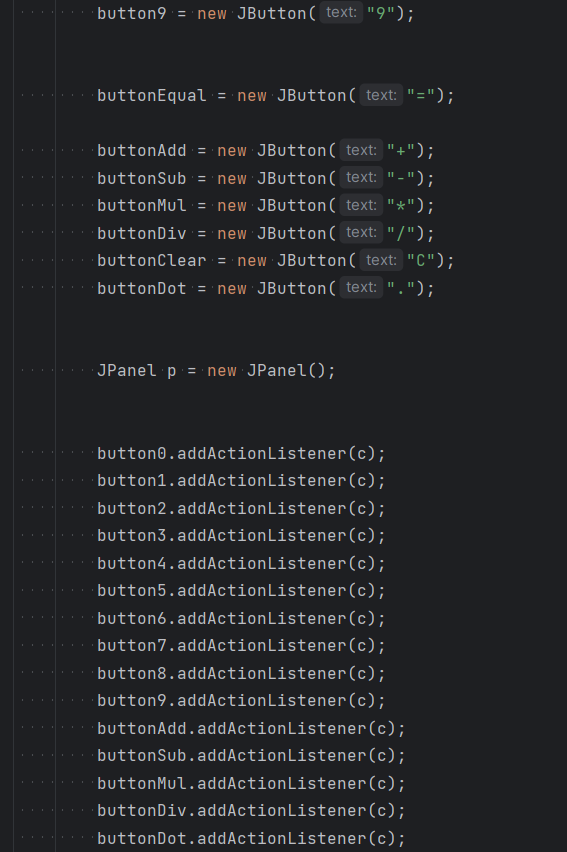 button9 = new JButton( text: "9");
buttonEqual = new JButton( text: "=");
buttonAdd = new JButton( text: "+");
buttonSub = new JButton( text: "-");
buttonMul = new JButton( text: "*");
buttonDiv = new JButton( text: "/");
buttonClear = new JButton( text: "C");
buttonDot = new JButton( text: ".");
JPanel p = new JPanel();
button0.addActionListener(c);
button1.addActionListener(c);
button2.addActionListener(c);
button3.addActionListener(c);
button4.addActionListener(c);
button5.addActionListener(c);
button6.addActionListener(c);
button7.addActionListener(c);
button8.addActionListener(c);
button9.addActionListener(c);
buttonAdd.addActionListener(c);
buttonSub.addActionListener(c);
buttonMul.addActionListener(c);
buttonDiv.addActionListener(c);
buttonDot.addActionListener(c);